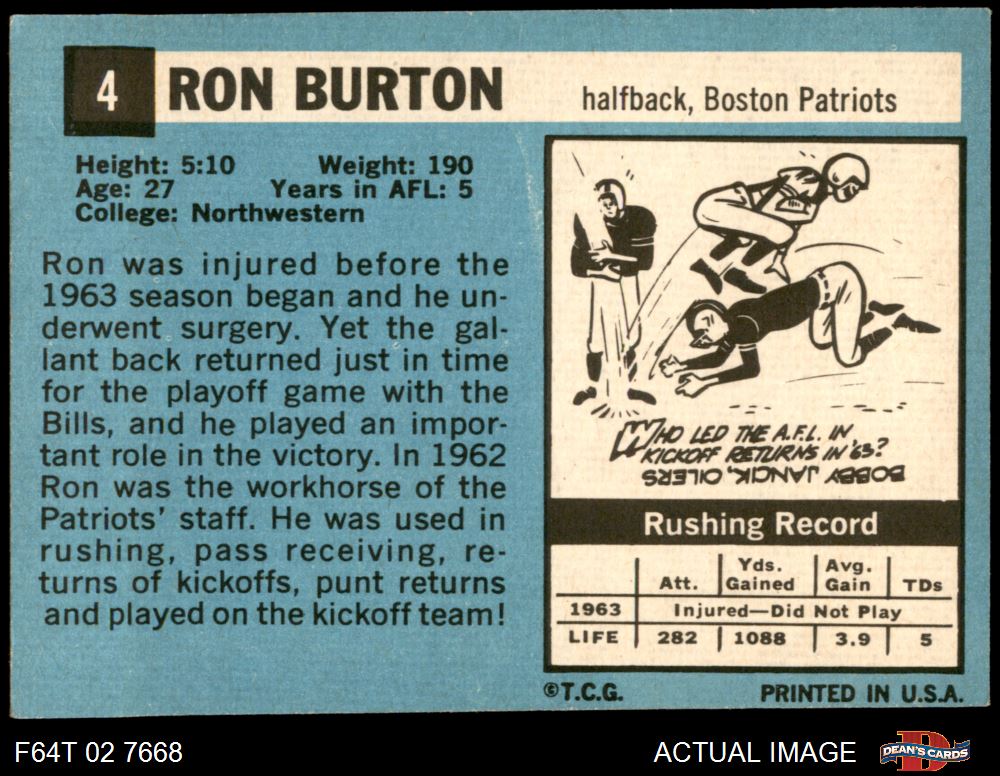 4 RON BURTON halfback, Boston Patriots
Height: 5:10 Weight: 190
Age: 27 Years in AFL: 5
College: Northwestern
Ron was injured before the
1963 season began and he un-
derwent surgery. Yet the gal-
lant back returned just in time
for the playoff game with the
Bills, and he played an impor-
tant role in the victory. In 1962
Ron was the workhorse of the
Patriots' staff. He was used in
rushing, pass receiving, re-
turns of kickoffs, punt returns
and played on the kickoff team!
WHO LED THE A.F.L. IN
KICKOFF RETURNS IN '63?
BOBBY JANCIK, OILERS
Rushing Record
Att. Yds. Gained Avg. Gain TDs
1963 Injured—Did Not Play
LIFE 282 1088 3.9 5
©T.C.G. PRINTED IN U.S.A.
F64T 02 7668 ACTUAL IMAGE D DEAN'S CARDS